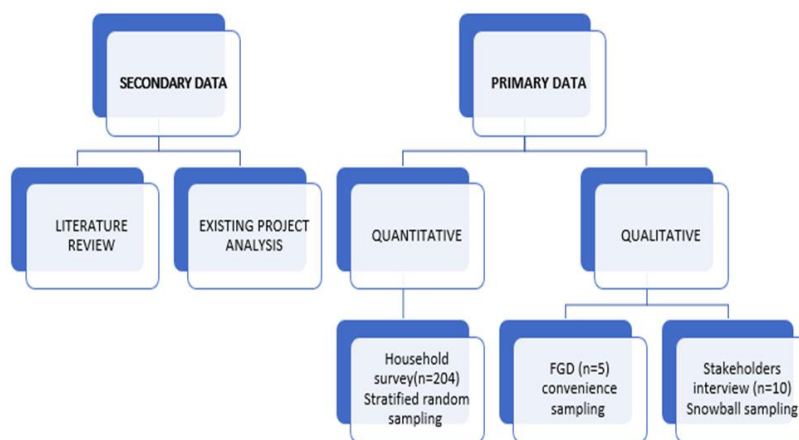 SECONDARY DATA
PRIMARY DATA
LITERATURE
REVIEW
EXISTING PROJECT
ANALYSIS
QUANTITATIVE
QUALITATIVE
Household
survey(n=204)
Stratified random
sampling
FGD (n=5)
convenience
sampling
Stakeholders
interview (n=10)
Snowball sampling